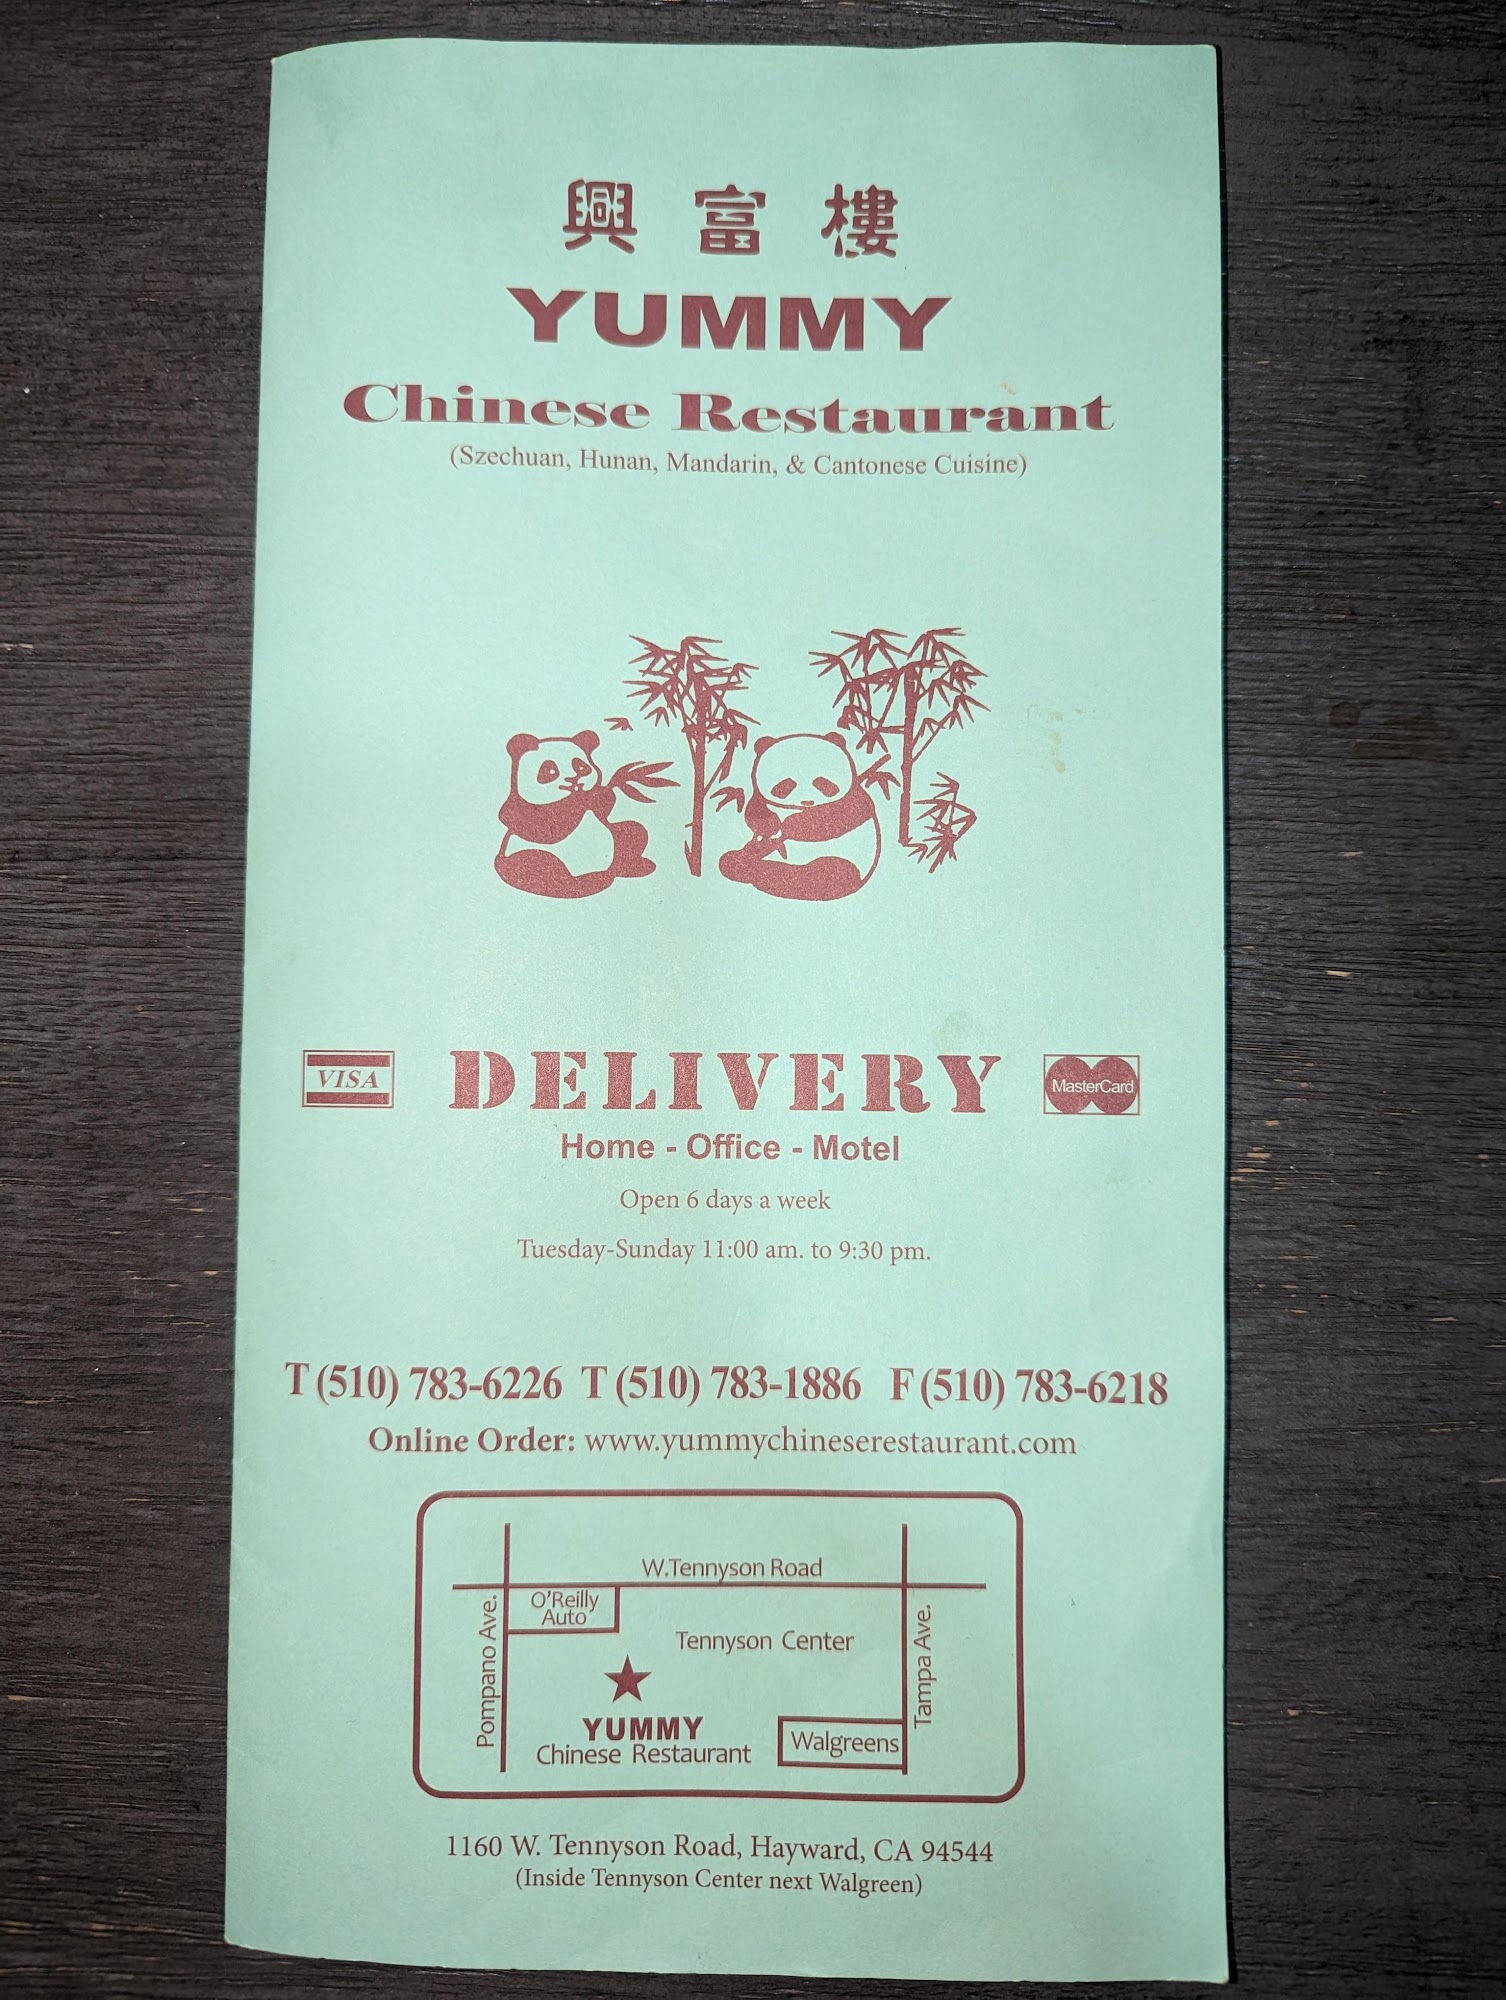 興富樓
YUMMY
Chinese Restaurant
(Szechuan, Hunan, Mandarin, & Cantonese Cuisine)
VISA
DELIVERY
MasterCard
Home - Office - Motel
Open 6 days a week
Tuesday-Sunday 11:00 am. to 9:30 pm.
T (510) 783-6226 T (510) 783-1886 F (510) 783-6218
Online Order: www.yummychineserestaurant.com
W.Tennyson Road
Pompano Ave.
O'Reilly
Auto
Tennyson Center
Tampa Ave.
YUMMY
Chinese Restaurant
Walgreens
1160 W. Tennyson Road, Hayward, CA 94544
(Inside Tennyson Center next Walgreen)